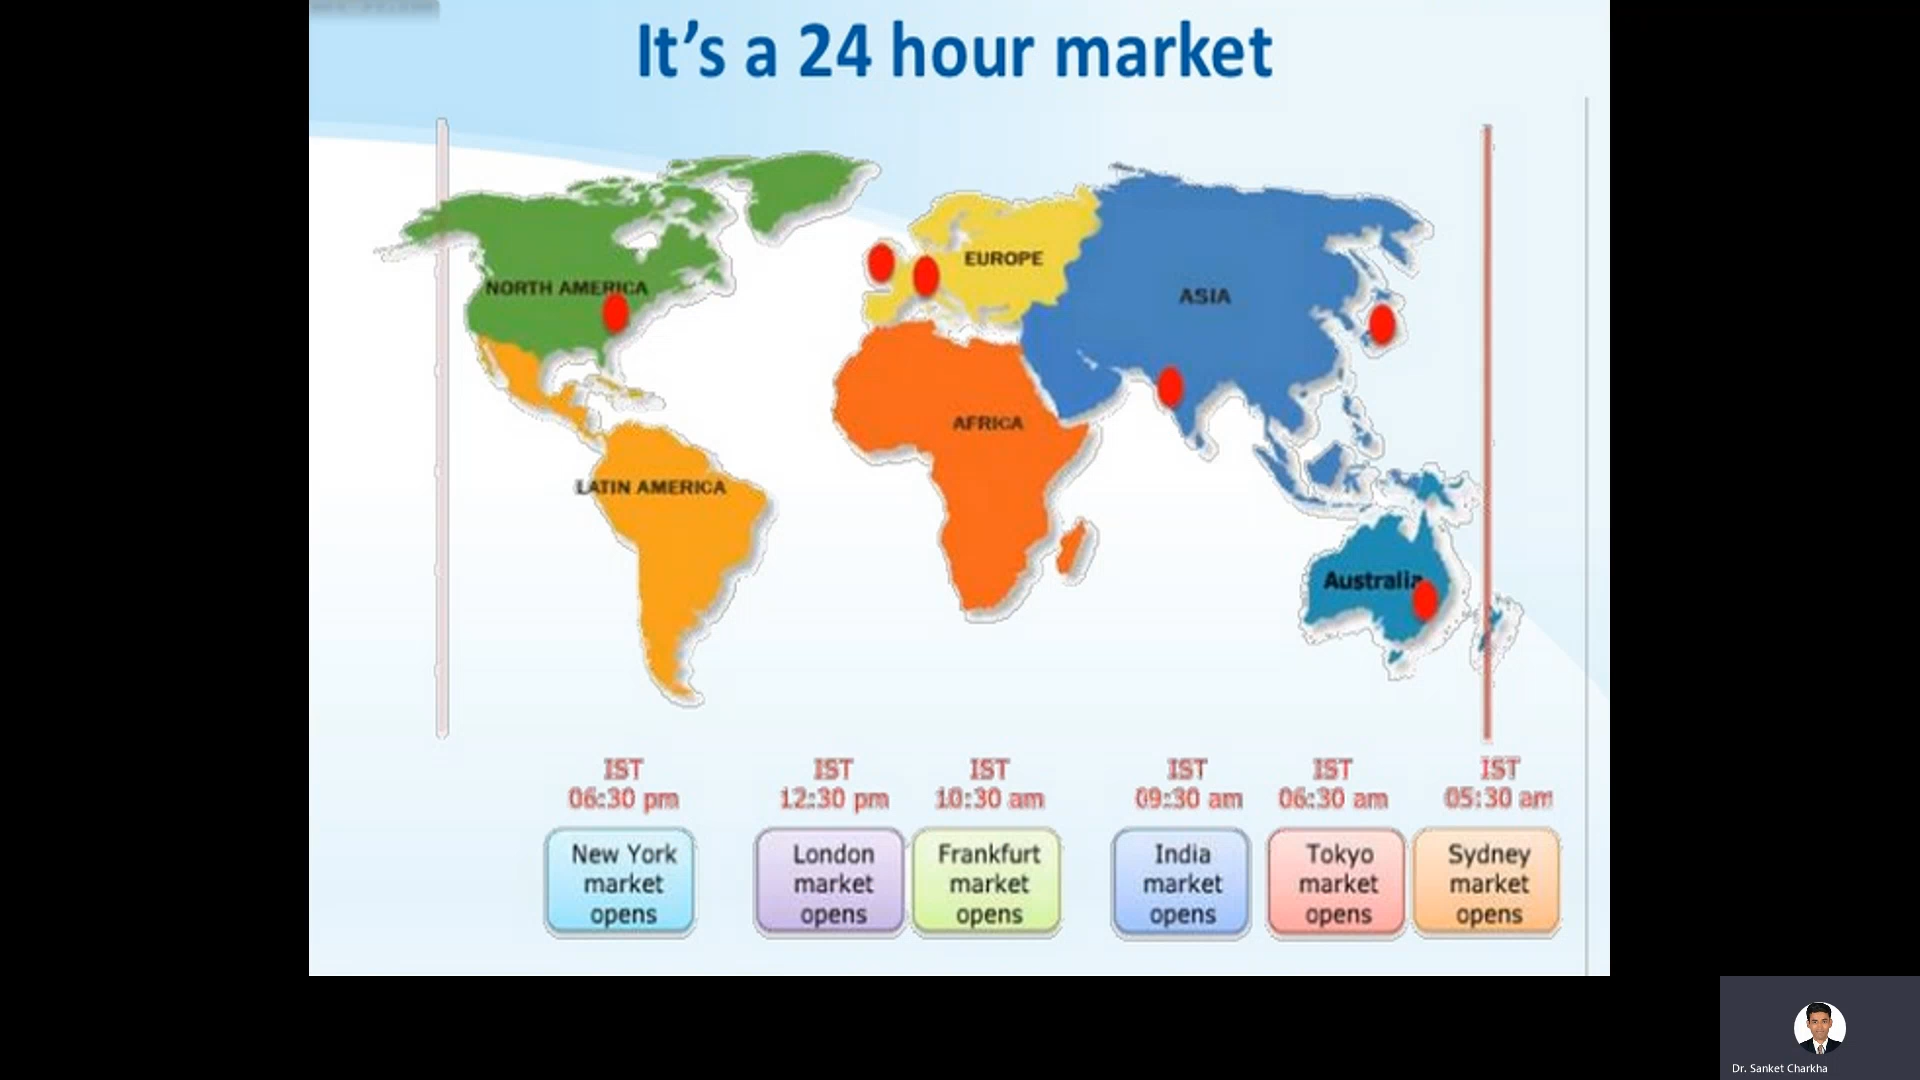 It's a 24 hour market
NORTH AMERICA
EUROPE
ASIA
AFRICA
LATIN AMERICA
Australia
IST
06:30 pm
IST
12:30 pm
IST
10:30 am
IST
09:30 am
IST
06:30 am
IST
05:30 am
New York
market
opens
London
market
opens
Frankfurt
market
opens
India
market
opens
Tokyo
market
opens
Sydney
market
opens
Dr. Sanket Charkha